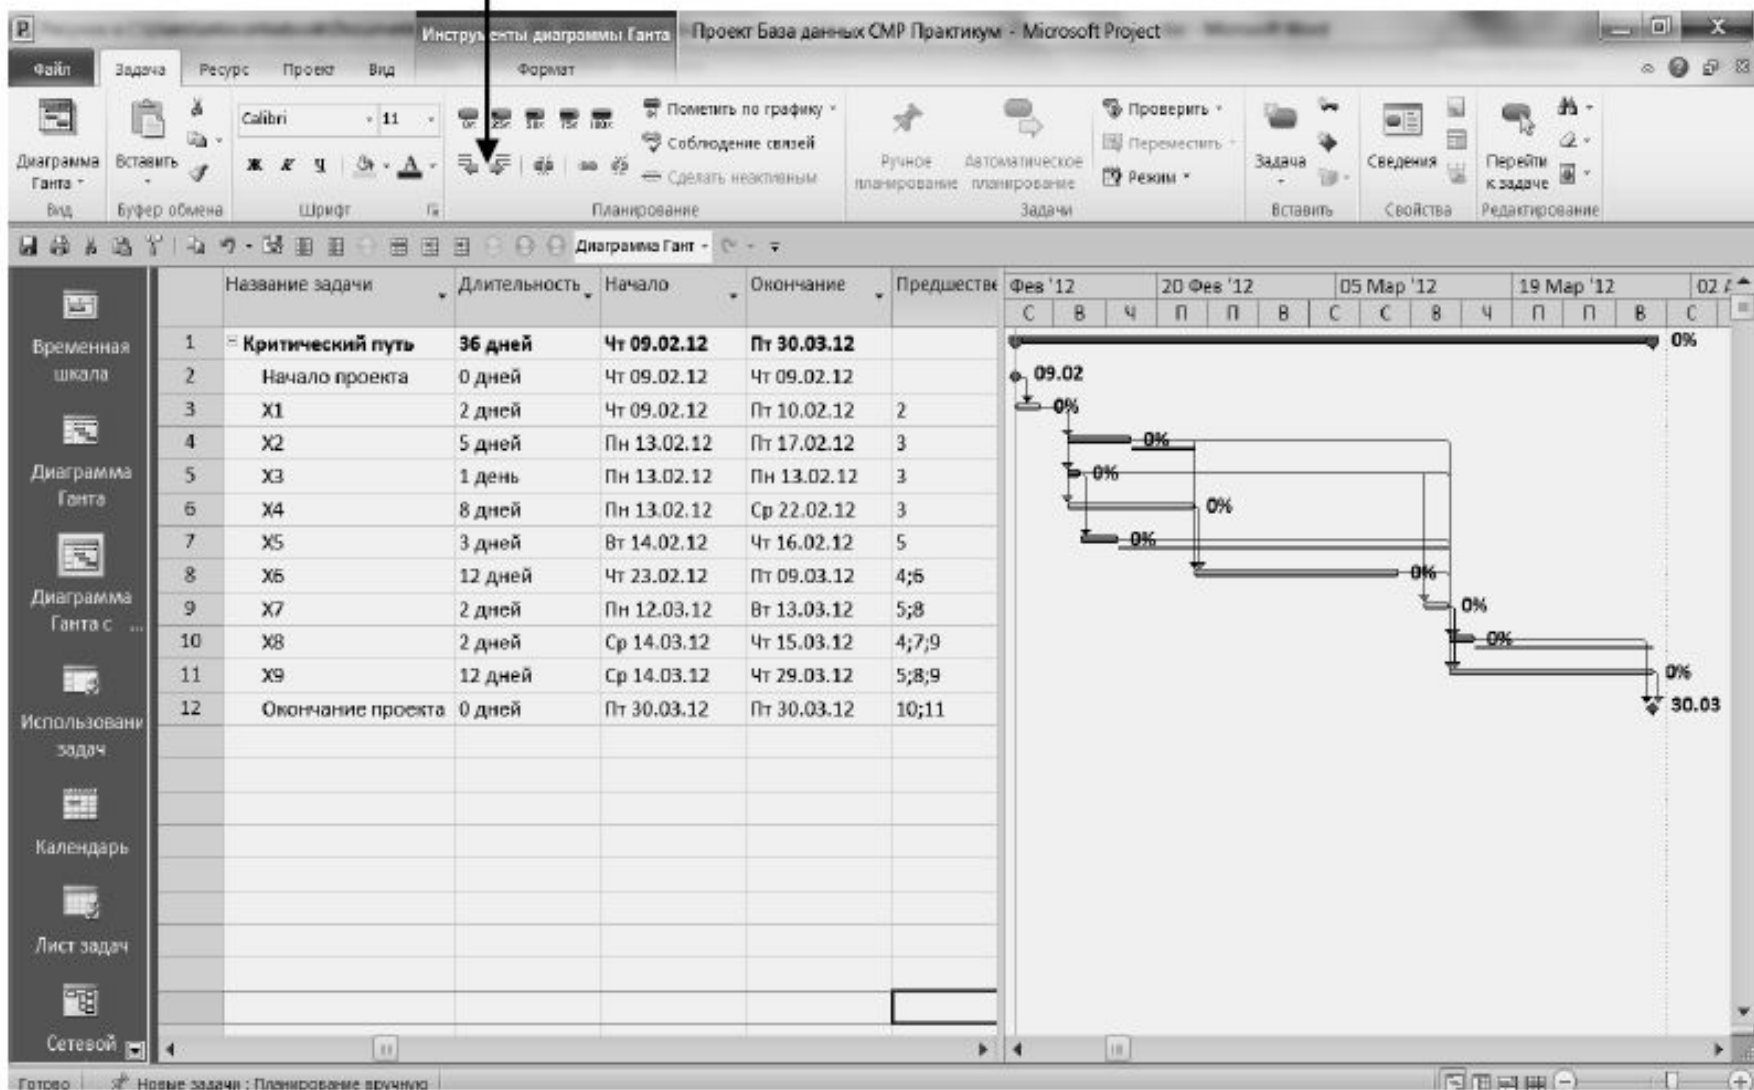 Инструменты диаграммы Ганта
Проект База данных СМР Практикум - Microsoft Project
Файл Задача Ресурс Проект Вид Формат
Calibri 11
0% 25% 50% 75% 100%
Пометить по графику
Соблюдение связей
Сделать неактивным
Диаграмма Ганта
Вставить
Ж К Ч А
Ручное планирование
Автоматическое планирование
Проверить
Переместить
Режим
Задача
Сведения
Перейти к задаче
Вид Буфер обмена Шрифт Планирование Задачи Вставить Свойства Редактирование
Диаграмма Гант
Название задачи Длительность Начало Окончание Предшестве
Фев '12 20 Фев '12 05 Мар '12 19 Мар '12 02
С В Ч П П В С С В Ч П П В С
1 Критический путь 36 дней Чт 09.02.12 Пт 30.03.12 0%
2 Начало проекта 0 дней Чт 09.02.12 Чт 09.02.12 09.02
3 X1 2 дней Чт 09.02.12 Пт 10.02.12 2 0%
4 X2 5 дней Пн 13.02.12 Пт 17.02.12 3 0%
5 X3 1 день Пн 13.02.12 Пн 13.02.12 3 0%
6 X4 8 дней Пн 13.02.12 Ср 22.02.12 3 0%
7 X5 3 дней Вт 14.02.12 Чт 16.02.12 5 0%
8 X6 12 дней Чт 23.02.12 Пт 09.03.12 4;6 0%
9 X7 2 дней Пн 12.03.12 Вт 13.03.12 5;8 0%
10 X8 2 дней Ср 14.03.12 Чт 15.03.12 4;7;9 0%
11 X9 12 дней Ср 14.03.12 Чт 29.03.12 5;8;9 0%
12 Окончание проекта 0 дней Пт 30.03.12 Пт 30.03.12 10;11 30.03
Временная
шкала
Диаграмма
Ганта
Диаграмма
Ганта с ...
Использовани
задач
Календарь
Лист задач
Сетевой
Готово Новые задачи : Планирование вручную